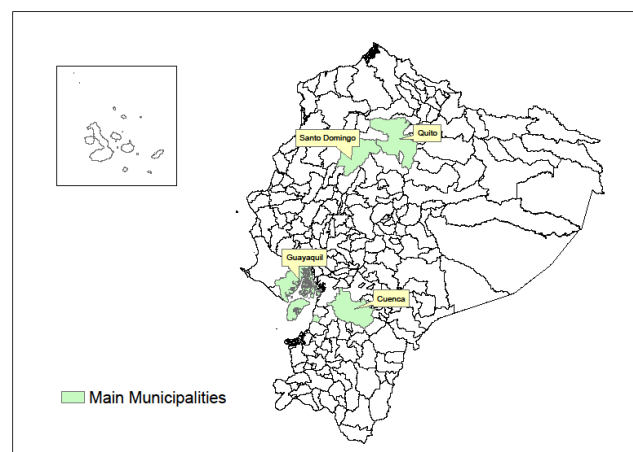 Quito
Santo Domingo
Guayaquil
Cuenca
Main Municipalities